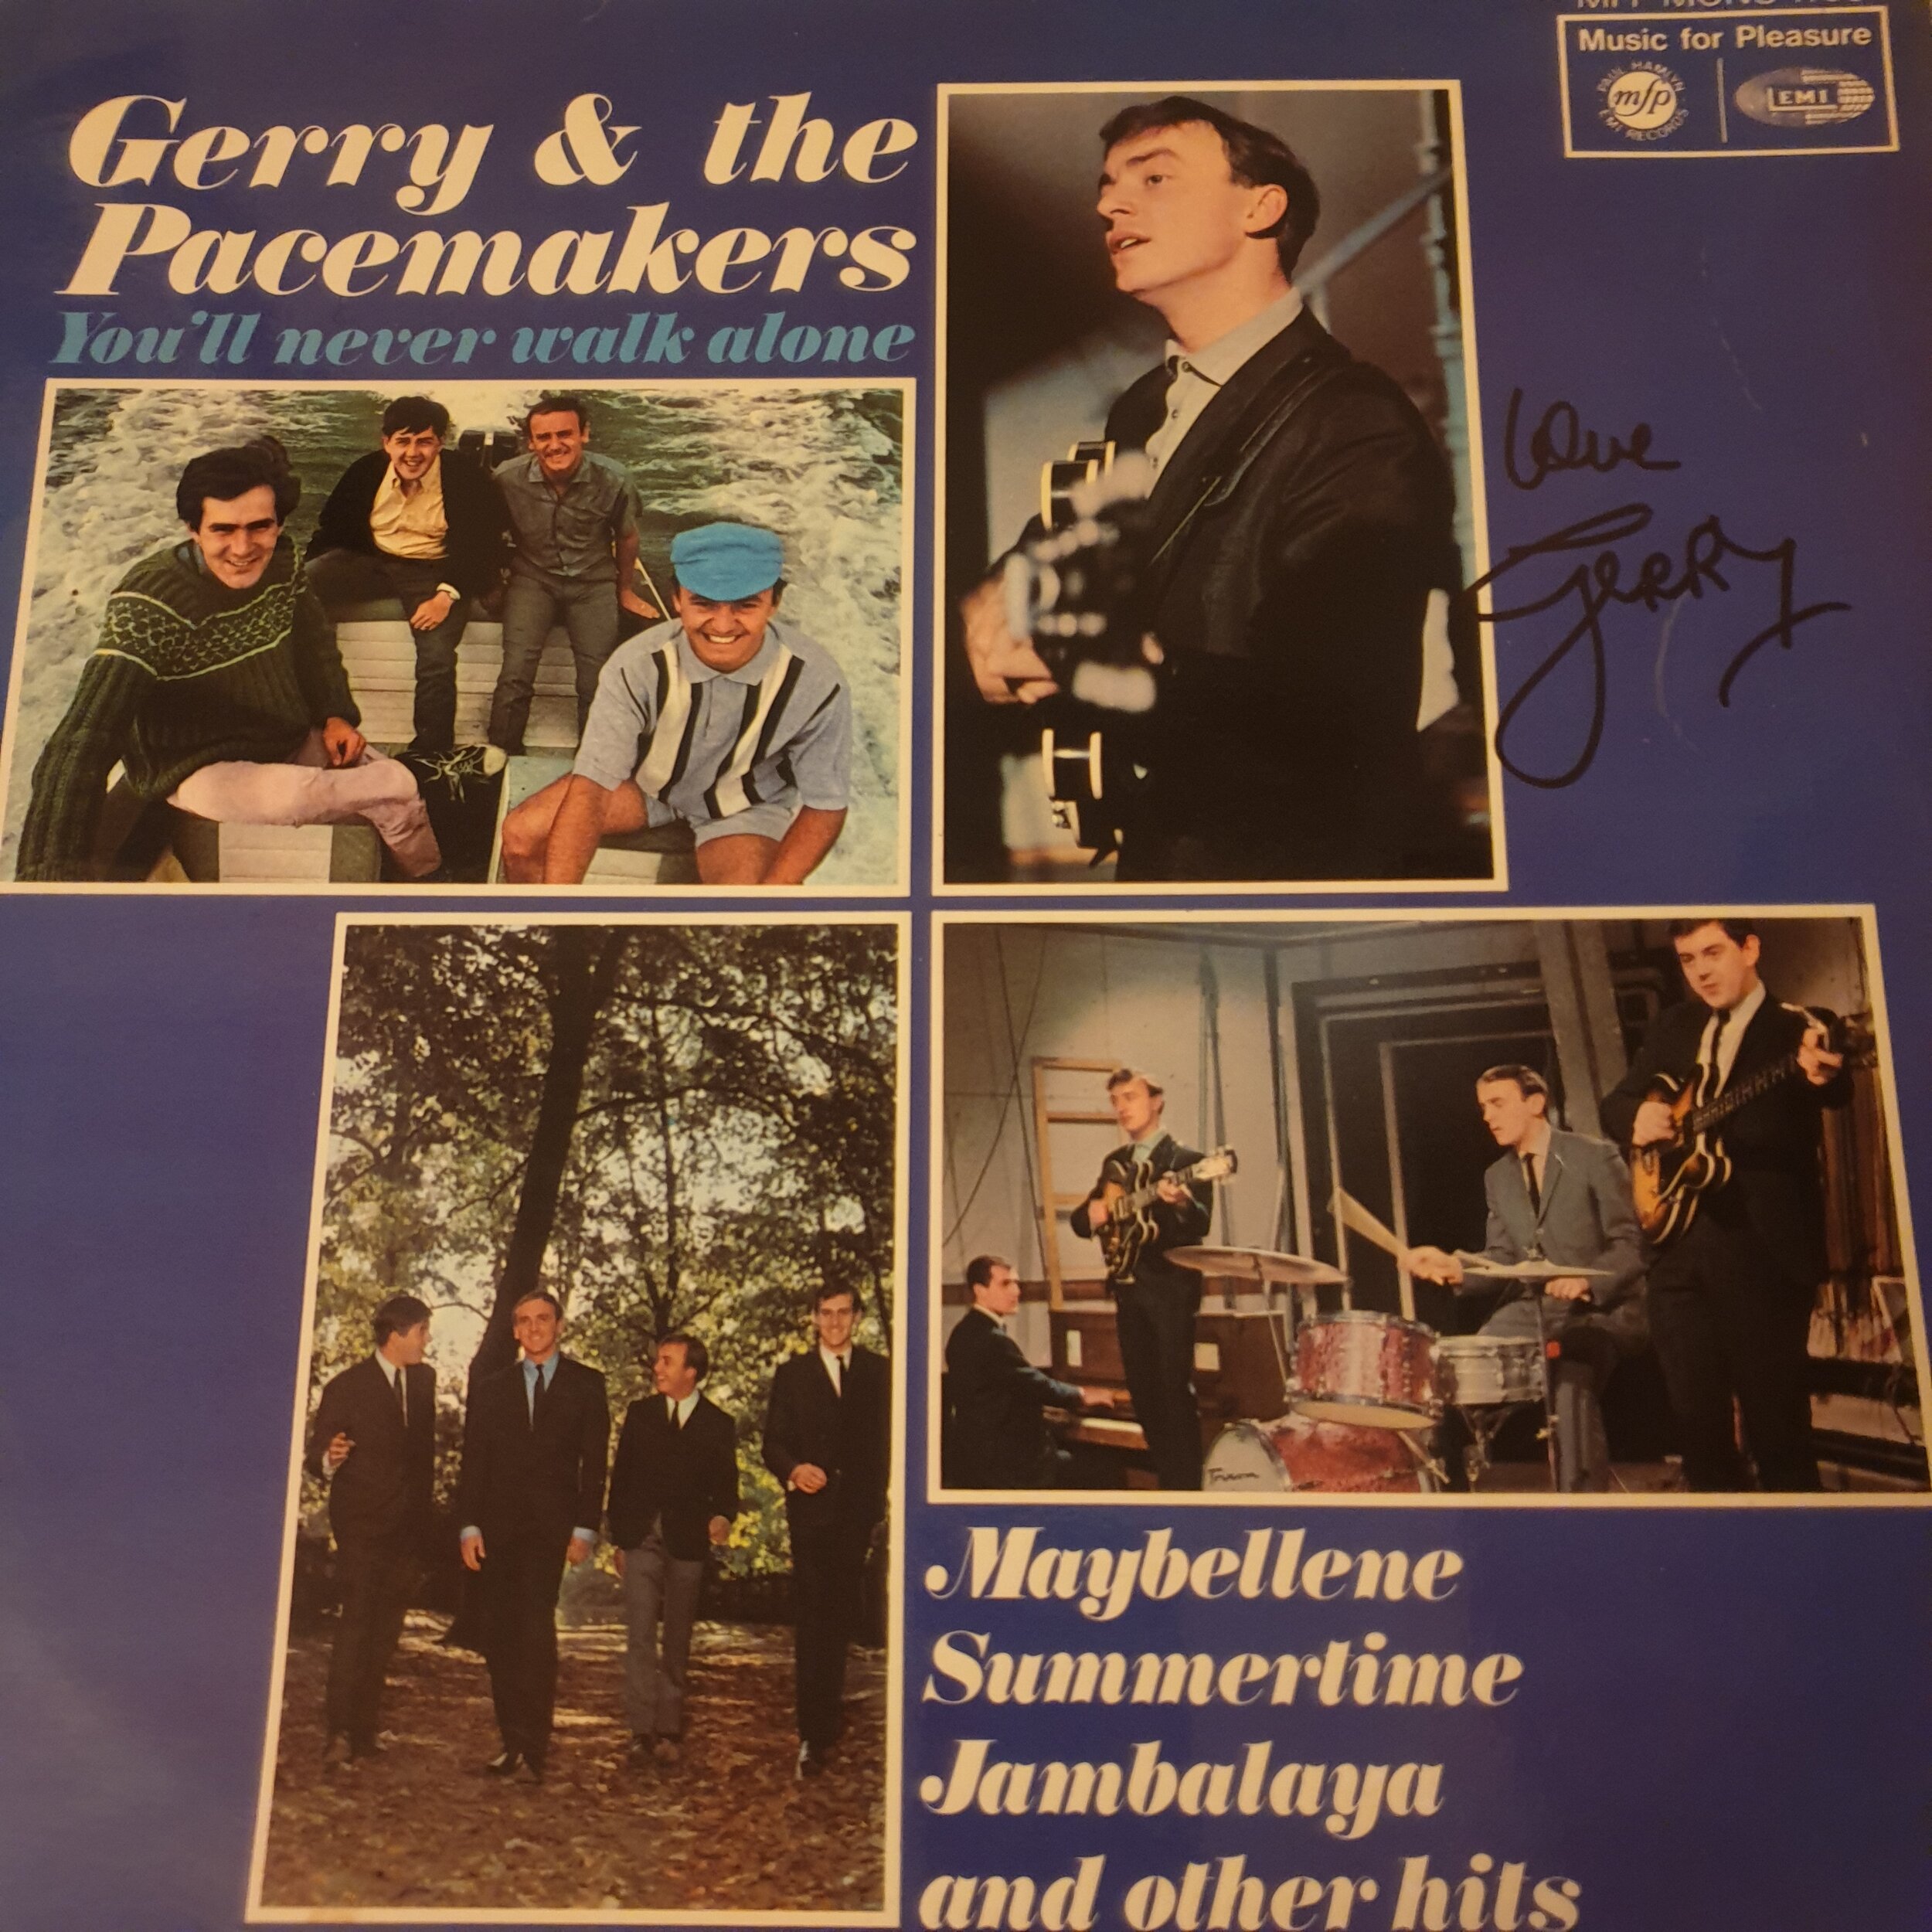 Music for Pleasure
PAUL HAMLYN
mfp
EMI RECORDS
EMI
Gerry & the
Pacemakers
You'll never walk alone
Love
Gerry
Trixon
Maybellene
Summertime
Jambalaya
and other hits